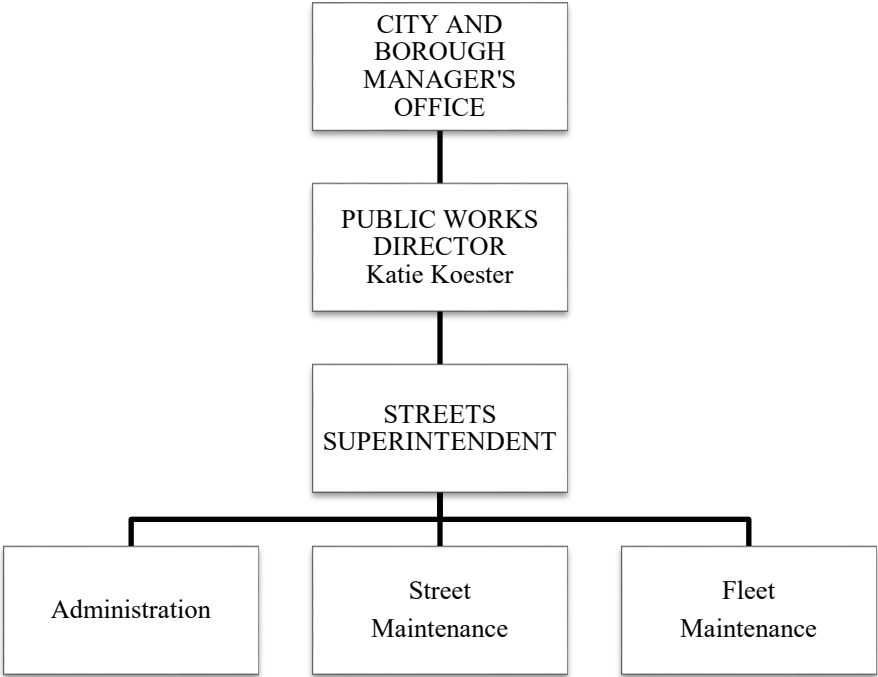 CITY AND
BOROUGH
MANAGER'S
OFFICE
PUBLIC WORKS
DIRECTOR
Katie Koester
STREETS
SUPERINTENDENT
Administration
Street
Maintenance
Fleet
Maintenance